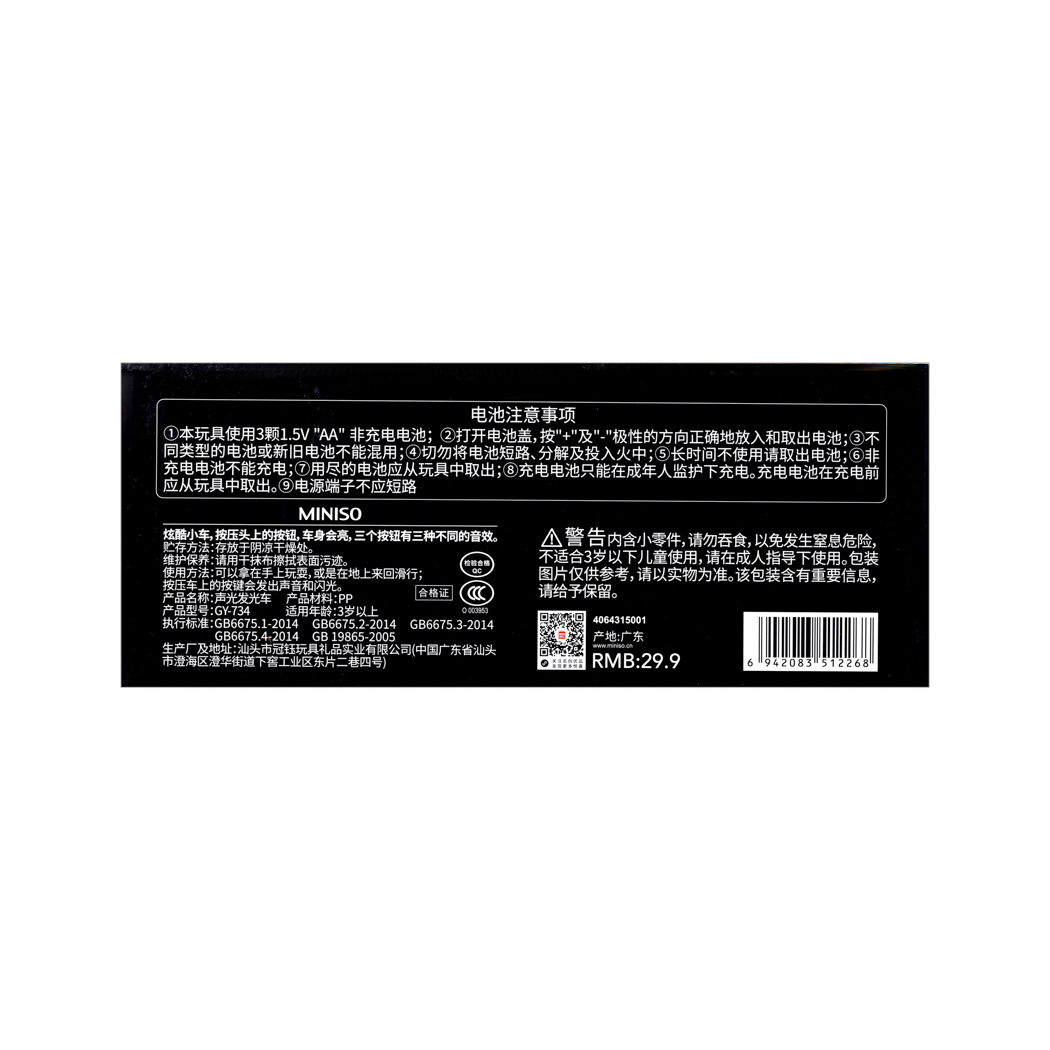 电池注意事项
①本玩具使用3颗1.5V "AA" 非充电电池；②打开电池盖,按"+"及"-"极性的方向正确地放入和取出电池；③不
同类型的电池或新旧电池不能混用；④切勿将电池短路、分解及投入火中；⑤长时间不使用请取出电池；⑥非
充电电池不能充电；⑦用尽的电池应从玩具中取出；⑧充电电池只能在成年人监护下充电。充电电池在充电前
应从玩具中取出。⑨电源端子不应短路
MINISO
炫酷小车,按压头上的按钮,车身会亮,三个按钮有三种不同的音效。
贮存方法：存放于阴凉干燥处。
维护保养：请用干抹布擦拭表面污迹。
使用方法：可以拿在手上玩耍,或是在地上来回滑行；
按压车上的按键会发出声音和闪光。
产品名称：声光发光车 产品材料：PP
产品型号：GY-734 适用年龄：3岁以上
执行标准：GB6675.1-2014 GB6675.2-2014 GB6675.3-2014
GB6675.4-2014 GB 19865-2005
生产厂及地址：汕头市冠钰玩具礼品实业有限公司(中国广东省汕头
市澄海区澄华街道下窖工业区东片二巷四号)
检验合格
QC
合格证
CCC
O 003953
⚠警告内含小零件,请勿吞食,以免发生窒息危险,
不适合3岁以下儿童使用,请在成人指导下使用。包装
图片仅供参考,请以实物为准。该包装含有重要信息,
请给予保留。
关注名创优品
发现更多惊喜
4064315001
产地:广东
www.miniso.cn
RMB:29.9
6 942083 512268